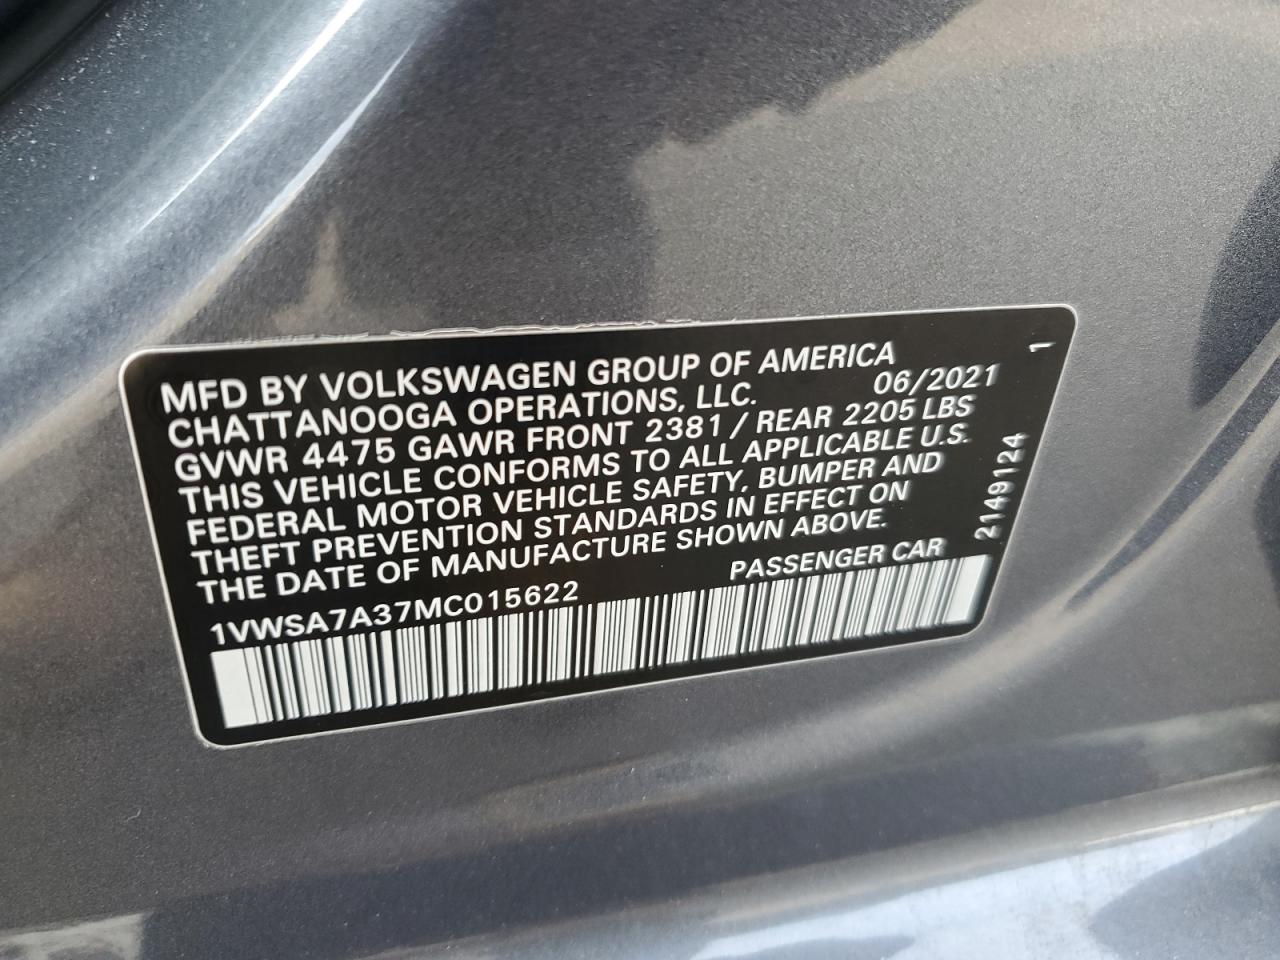 MFD BY VOLKSWAGEN GROUP OF AMERICA
CHATTANOOGA OPERATIONS, LLC. 06/2021
GVWR 4475 GAWR FRONT 2381 / REAR 2205 LBS
THIS VEHICLE CONFORMS TO ALL APPLICABLE U.S.
FEDERAL MOTOR VEHICLE SAFETY, BUMPER AND
THEFT PREVENTION STANDARDS IN EFFECT ON
THE DATE OF MANUFACTURE SHOWN ABOVE.
1VWSA7A37MC015622 PASSENGER CAR
2149124 1